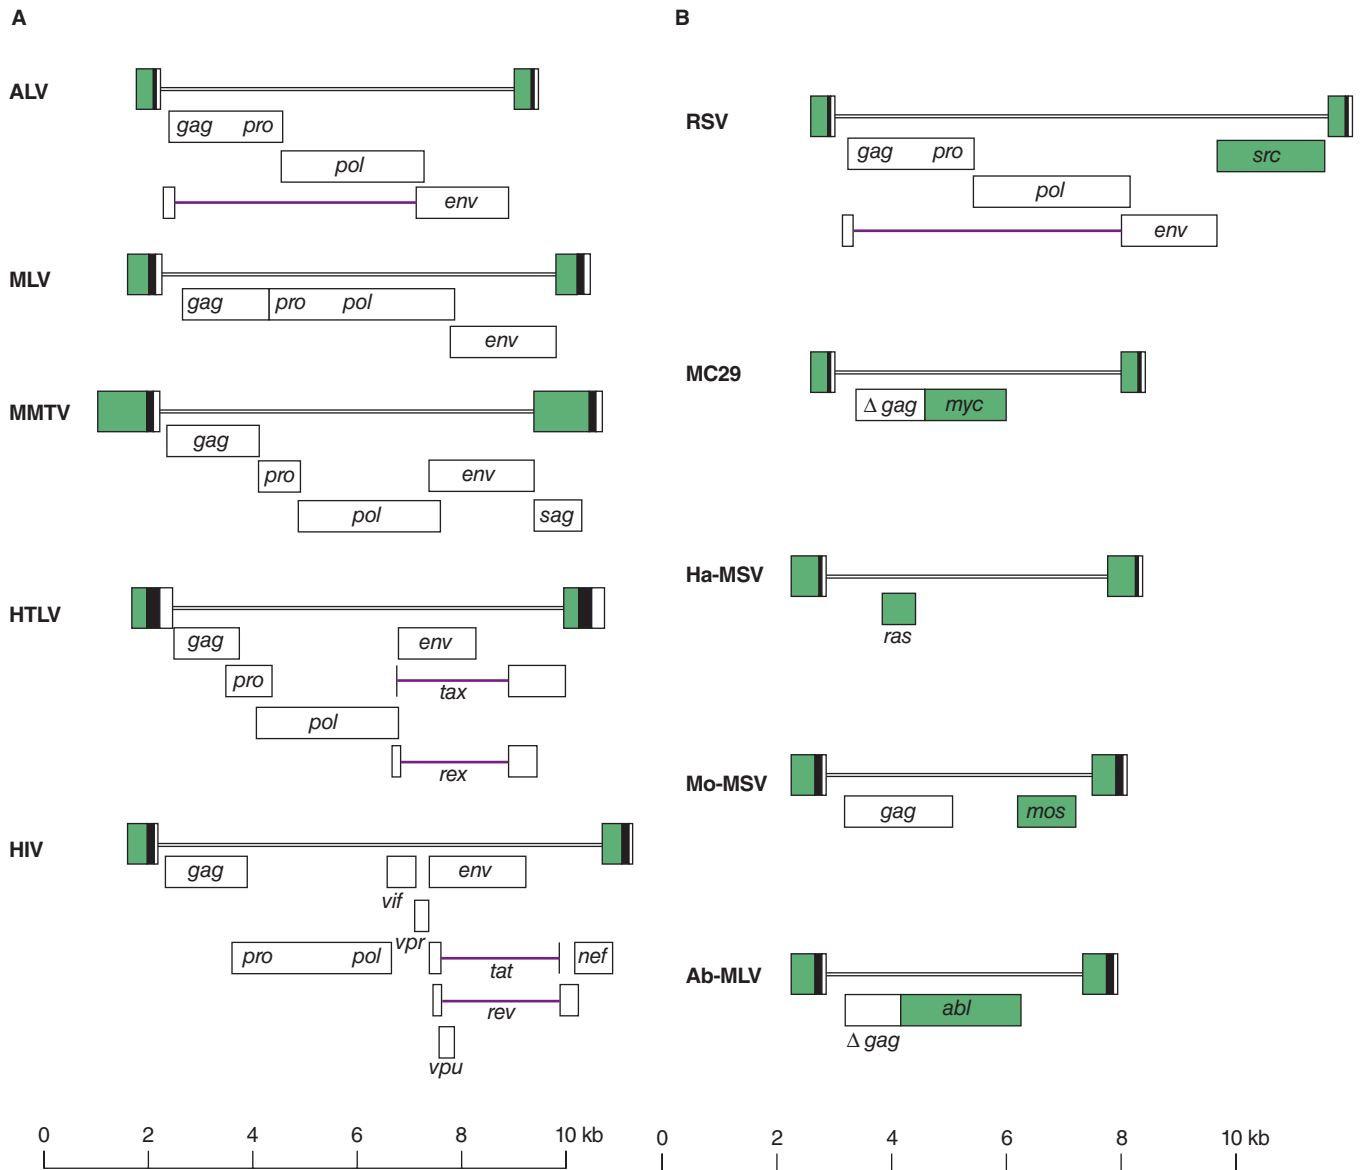 A
ALV
gag pro
pol
env
MLV
gag pro pol
env
MMTV
gag
pro env
pol sag
HTLV
gag env
pro
tax
pol
rex
HIV
gag env
vif
vpr
pro pol nef
tat
rev
vpu
0 2 4 6 8 10 kb
B
RSV
gag pro src
pol
env
MC29
Δ gag myc
Ha-MSV
ras
Mo-MSV
gag mos
Ab-MLV
abl
Δ gag
0 2 4 6 8 10 kb